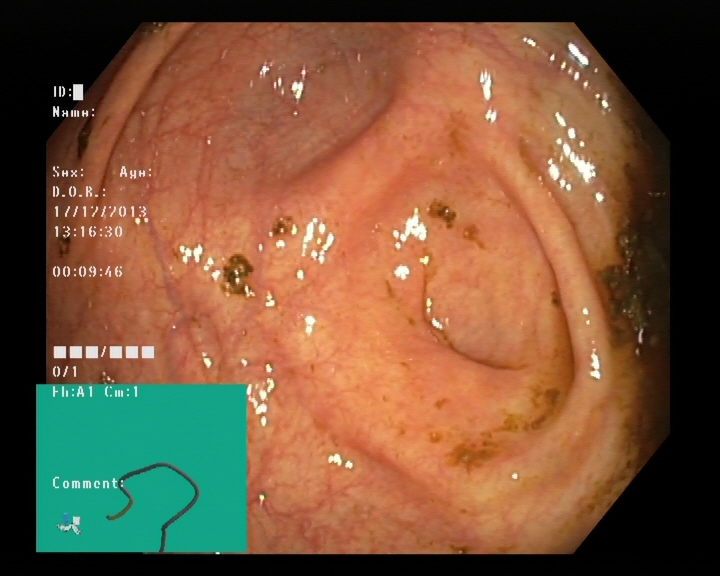 ID:
Name:
Sex: Age:
D.O.B.:
17/12/2013
13:16:30
00:09:46
0/1
Eh:A1 Cm:1
Comment: